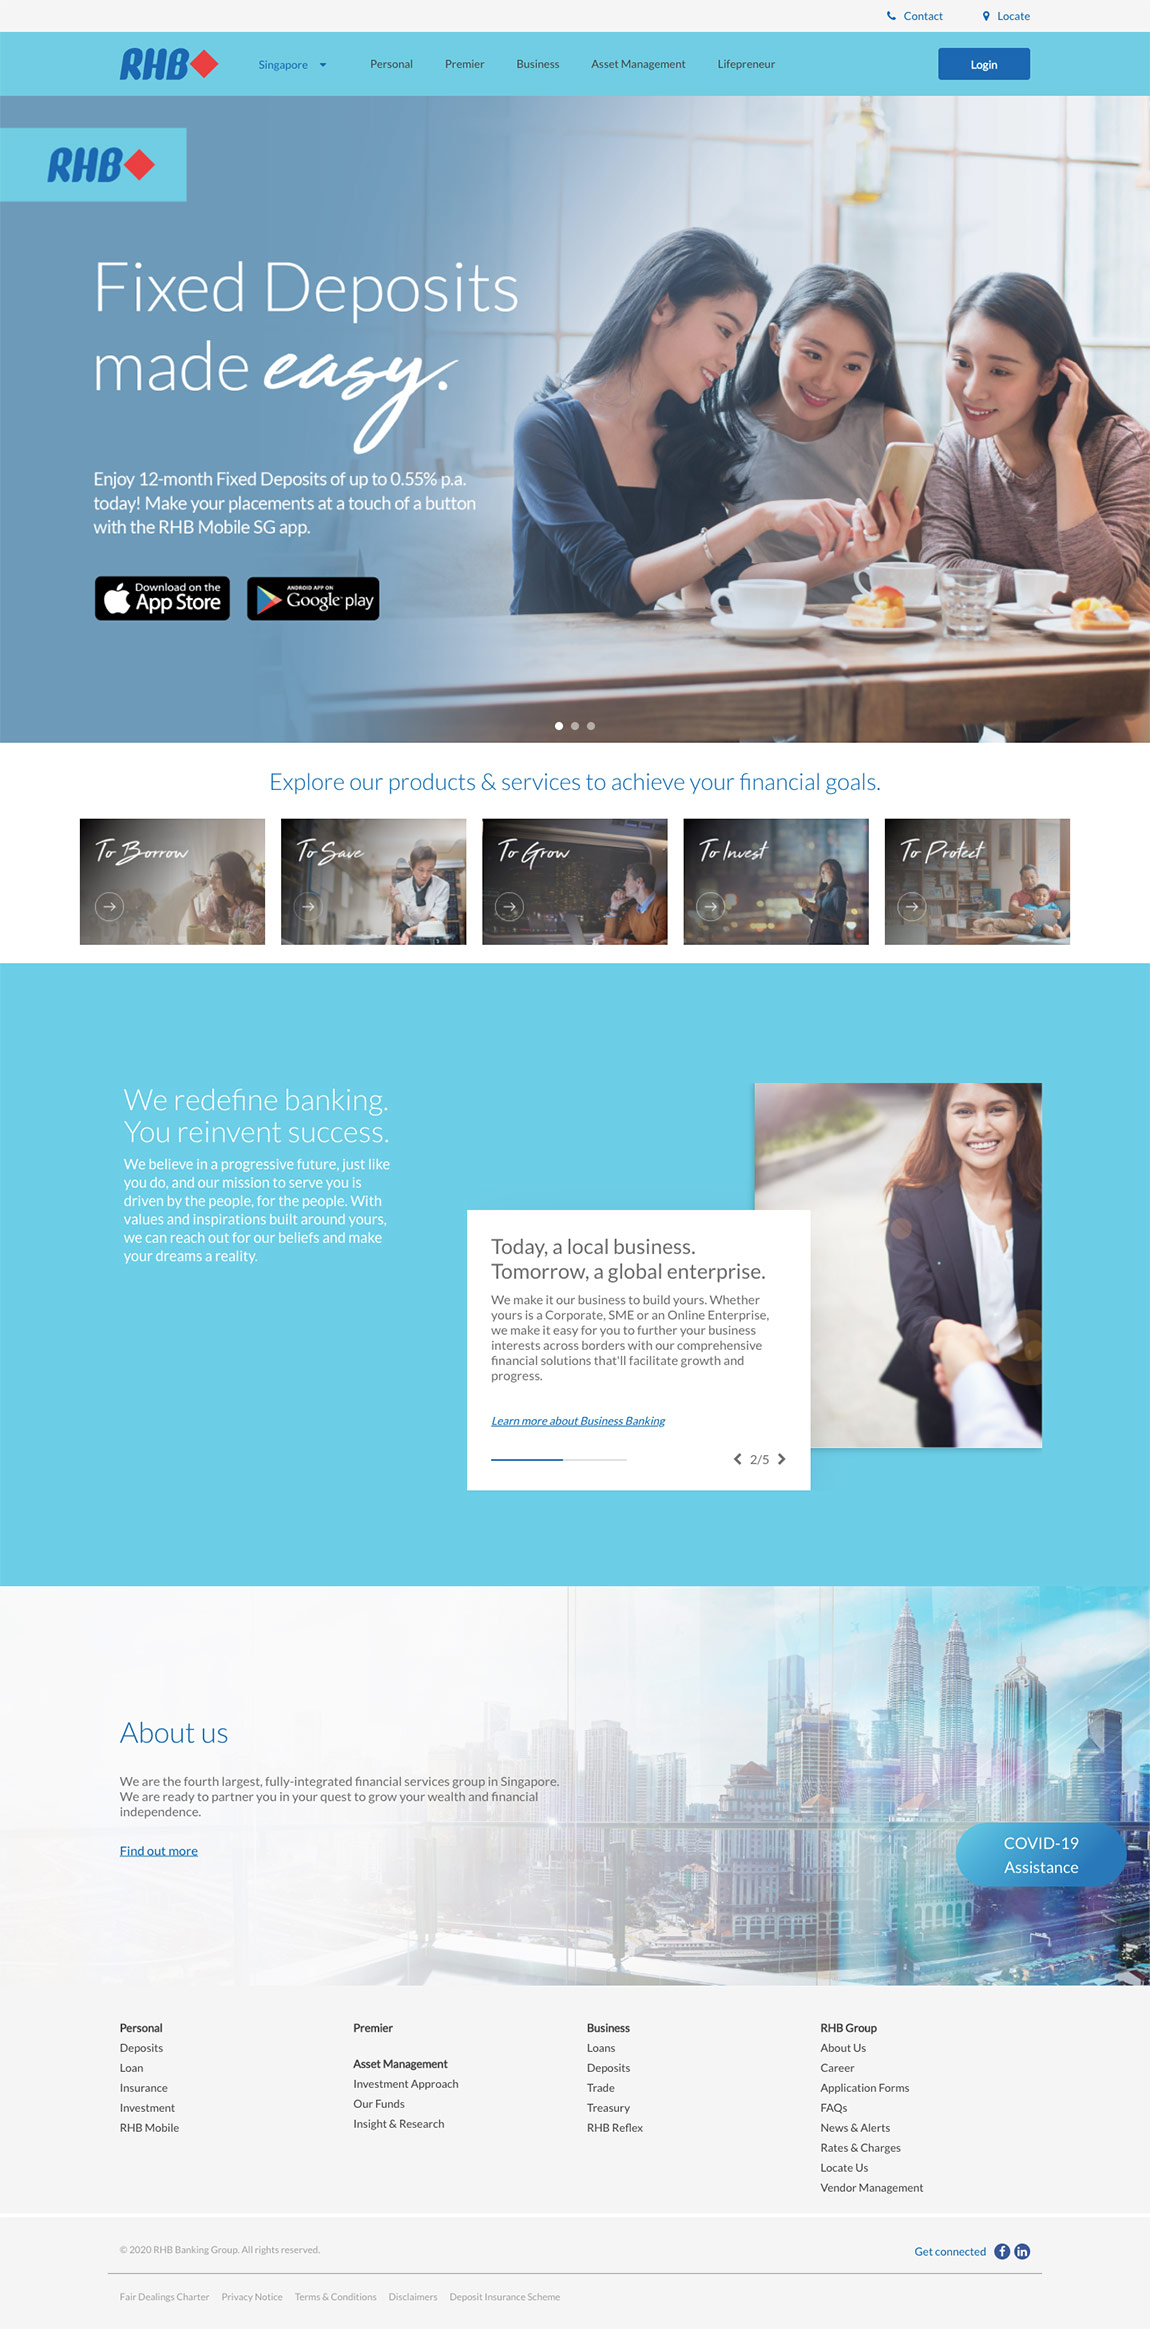 Contact
Locate
RHB
Singapore
Personal
Premier
Business
Asset Management
Lifepreneur
Login
RHB
Fixed Deposits
made easy.
Enjoy 12-month Fixed Deposits of up to 0.55% p.a.
today! Make your placements at a touch of a button
with the RHB Mobile SG app.
Download on the
App Store
ANDROID APP ON
Google play
Explore our products & services to achieve your financial goals.
To Borrow
To Save
To Grow
To Invest
To Protect
We redefine banking.
You reinvent success.
We believe in a progressive future, just like
you do, and our mission to serve you is
driven by the people, for the people. With
values and inspirations built around yours,
we can reach out for our beliefs and make
your dreams a reality.
Today, a local business.
Tomorrow, a global enterprise.
We make it our business to build yours. Whether
yours is a Corporate, SME or an Online Enterprise,
we make it easy for you to further your business
interests across borders with our comprehensive
financial solutions that'll facilitate growth and
progress.
Learn more about Business Banking
2/5
About us
We are the fourth largest, fully-integrated financial services group in Singapore.
We are ready to partner you in your quest to grow your wealth and financial
independence.
Find out more
COVID-19
Assistance
Personal
Deposits
Loan
Insurance
Investment
RHB Mobile
Premier
Asset Management
Investment Approach
Our Funds
Insight & Research
Business
Loans
Deposits
Trade
Treasury
RHB Reflex
RHB Group
About Us
Career
Application Forms
FAQs
News & Alerts
Rates & Charges
Locate Us
Vendor Management
© 2020 RHB Banking Group. All rights reserved.
Get connected
Fair Dealings Charter
Privacy Notice
Terms & Conditions
Disclaimers
Deposit Insurance Scheme